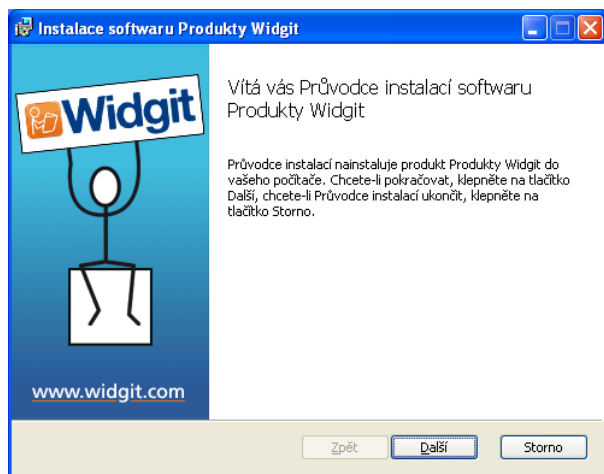 Instalace softwaru Produkty Widgit
Widgit
Vítá vás Průvodce instalací softwaru
Produkty Widgit
Průvodce instalací nainstaluje produkt Produkty Widgit do
vašeho počítače. Chcete-li pokračovat, klepněte na tlačítko
Další, chcete-li Průvodce instalací ukončit, klepněte na
tlačítko Storno.
www.widgit.com
Zpět
Další
Storno